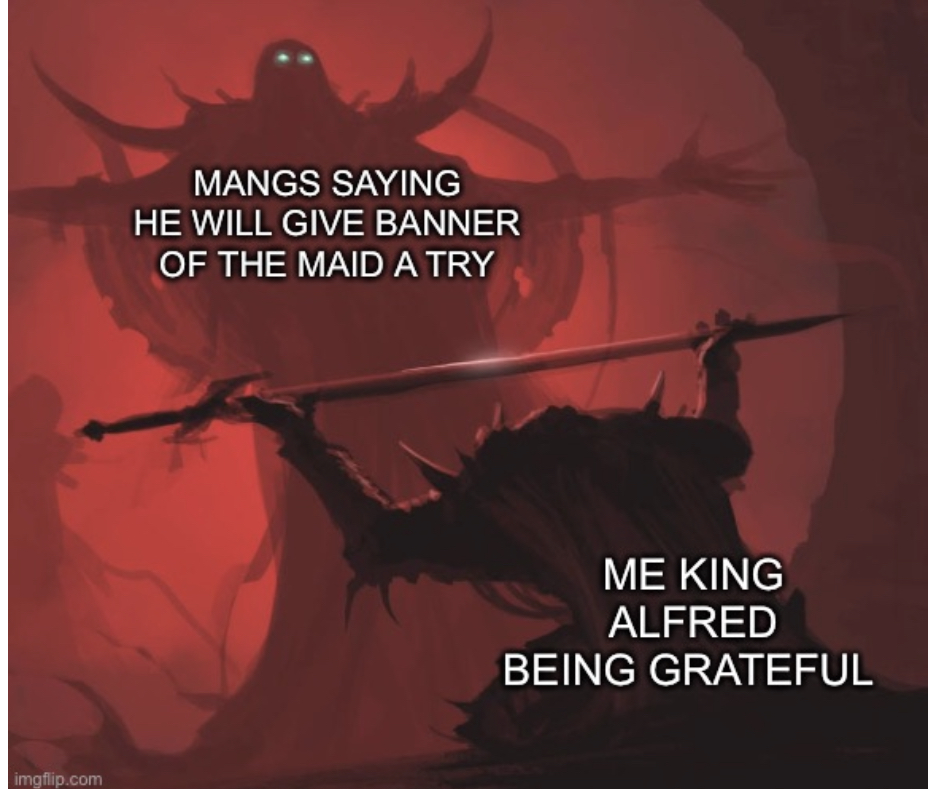 MANGS SAYING
HE WILL GIVE BANNER
OF THE MAID A TRY
ME KING
ALFRED
BEING GRATEFUL
imgflip.com